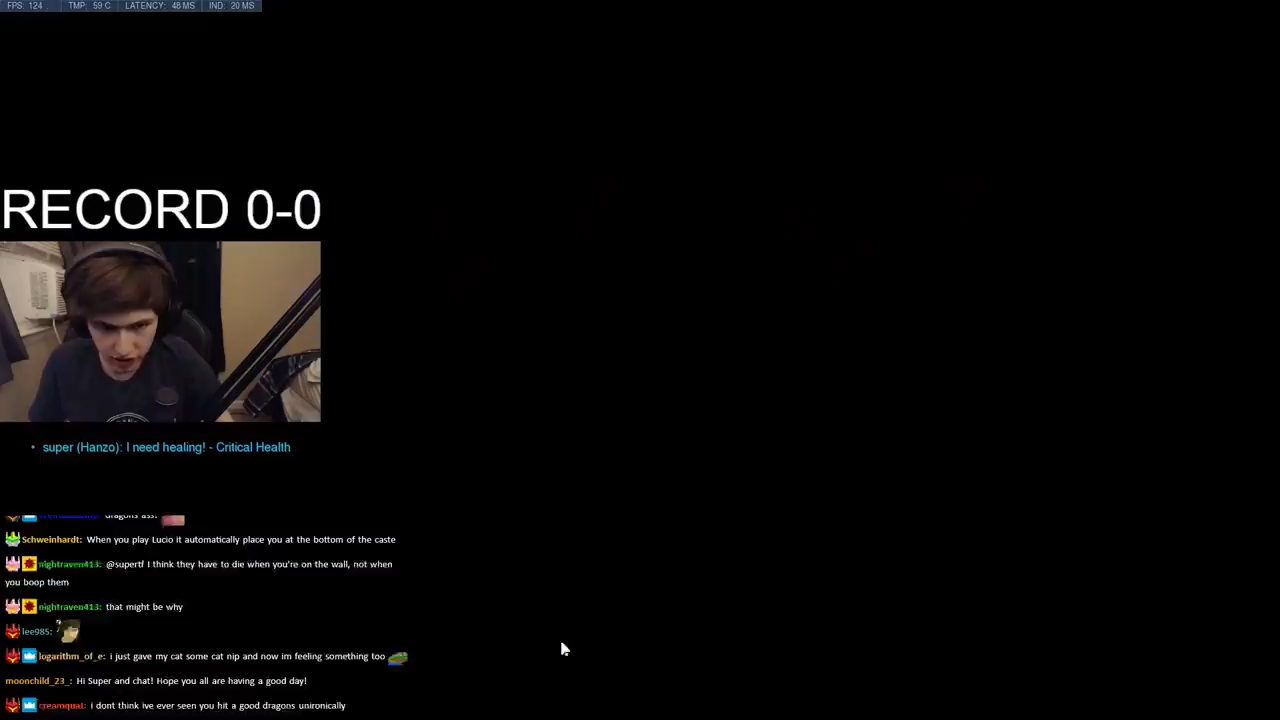 FPS: 124 TMP: 59 C LATENCY: 48 MS IND: 20 MS
RECORD 0-0
• super (Hanzo): I need healing! - Critical Health
dragons ass:
Schweinhardt: When you play Lucio it automatically place you at the bottom of the caste
nightraven413: @supertf I think they have to die when you're on the wall, not when
you boop them
nightraven413: that might be why
lee985:
logarithm_of_e: i just gave my cat some cat nip and now im feeling something too
moonchild_23_: Hi Super and chat! Hope you all are having a good day!
creamquat: i dont think ive ever seen you hit a good dragons unironically